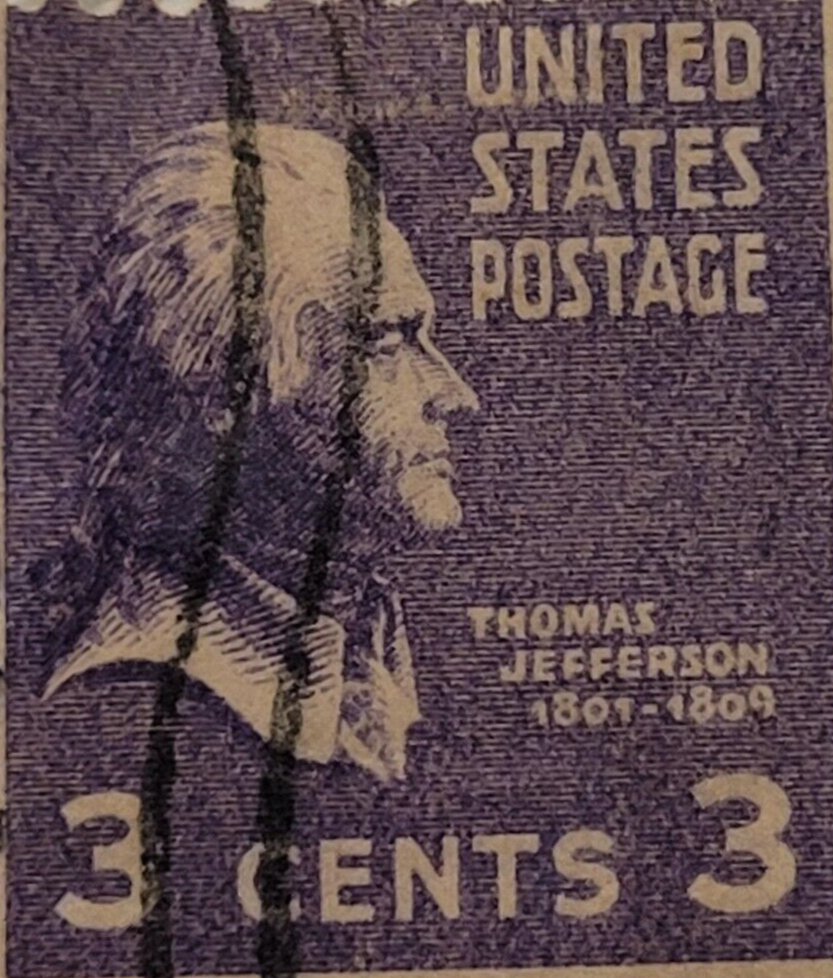 UNITED
STATES
POSTAGE
THOMAS
JEFFERSON
1801-1809
3 CENTS 3